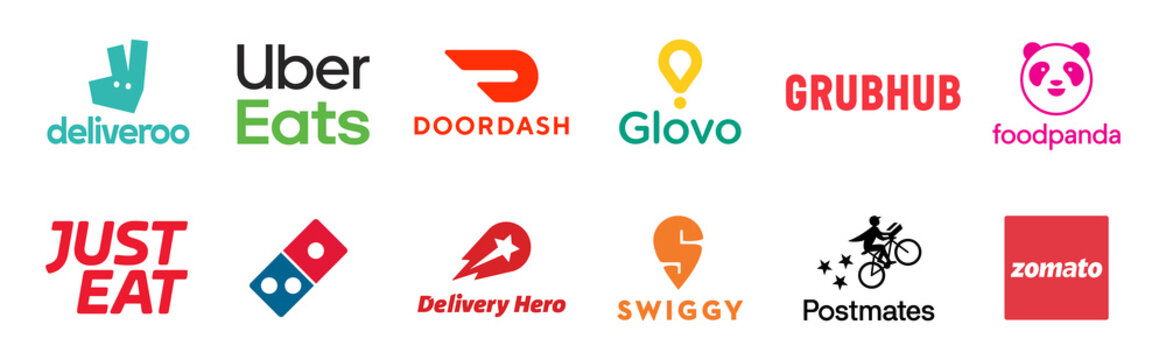 deliveroo
Uber
Eats
DOORDASH
Glovo
GRUBHUB
foodpanda
JUST
EAT
Delivery Hero
SWIGGY
Postmates
zomato